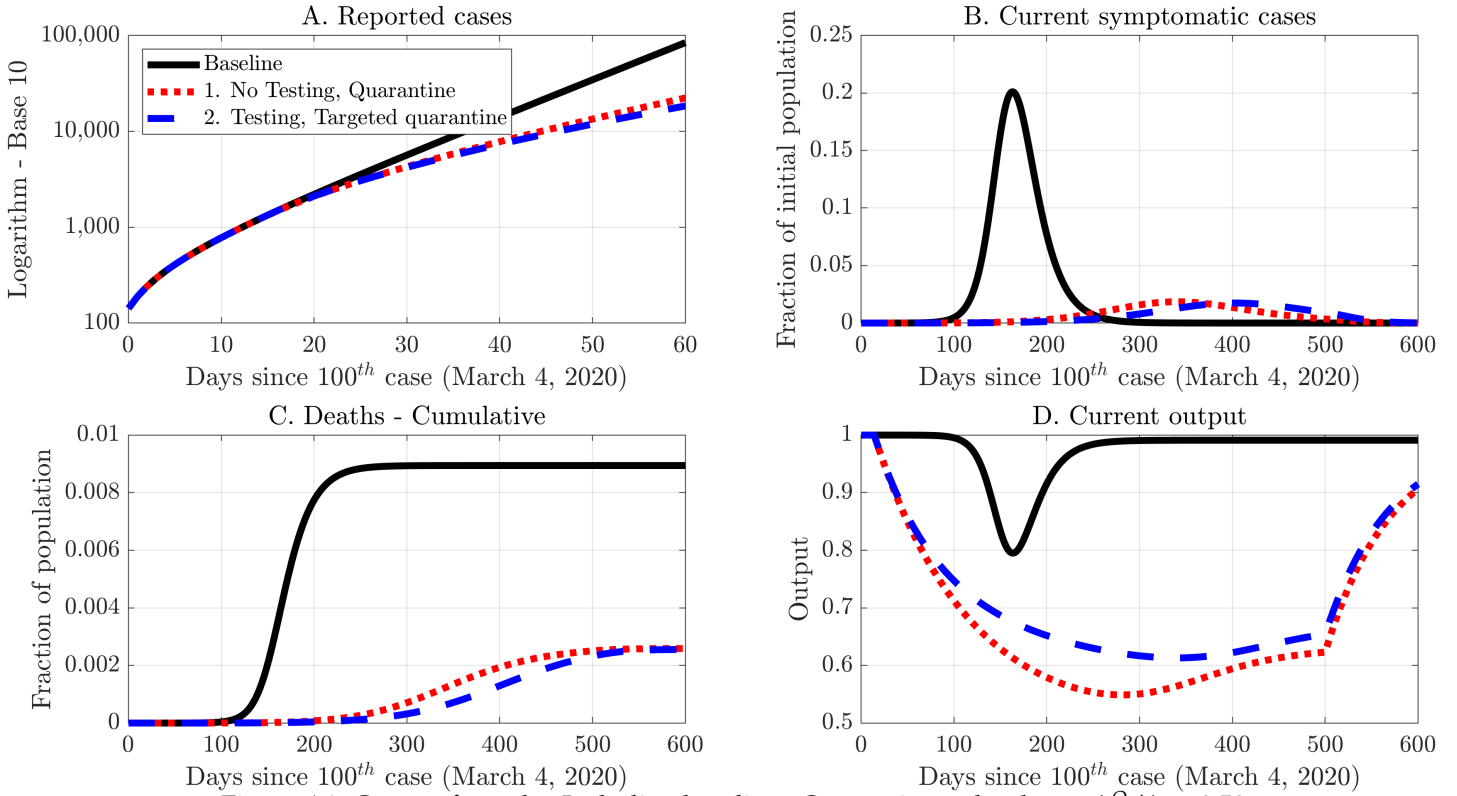 A. Reported cases
100,000
10,000
1,000
100
Logarithm - Base 10
Baseline
1. No Testing, Quarantine
2. Testing, Targeted quarantine
0 10 20 30 40 50 60
Days since 100th case (March 4, 2020)
B. Current symptomatic cases
0.25
0.2
0.15
0.1
0.05
0
Fraction of initial population
0 100 200 300 400 500 600
Days since 100th case (March 4, 2020)
C. Deaths - Cumulative
0.01
0.008
0.006
0.004
0.002
0
Fraction of population
0 100 200 300 400 500 600
Days since 100th case (March 4, 2020)
D. Current output
1
0.9
0.8
0.7
0.6
0.5
Output
0 100 200 300 400 500 600
Days since 100th case (March 4, 2020)